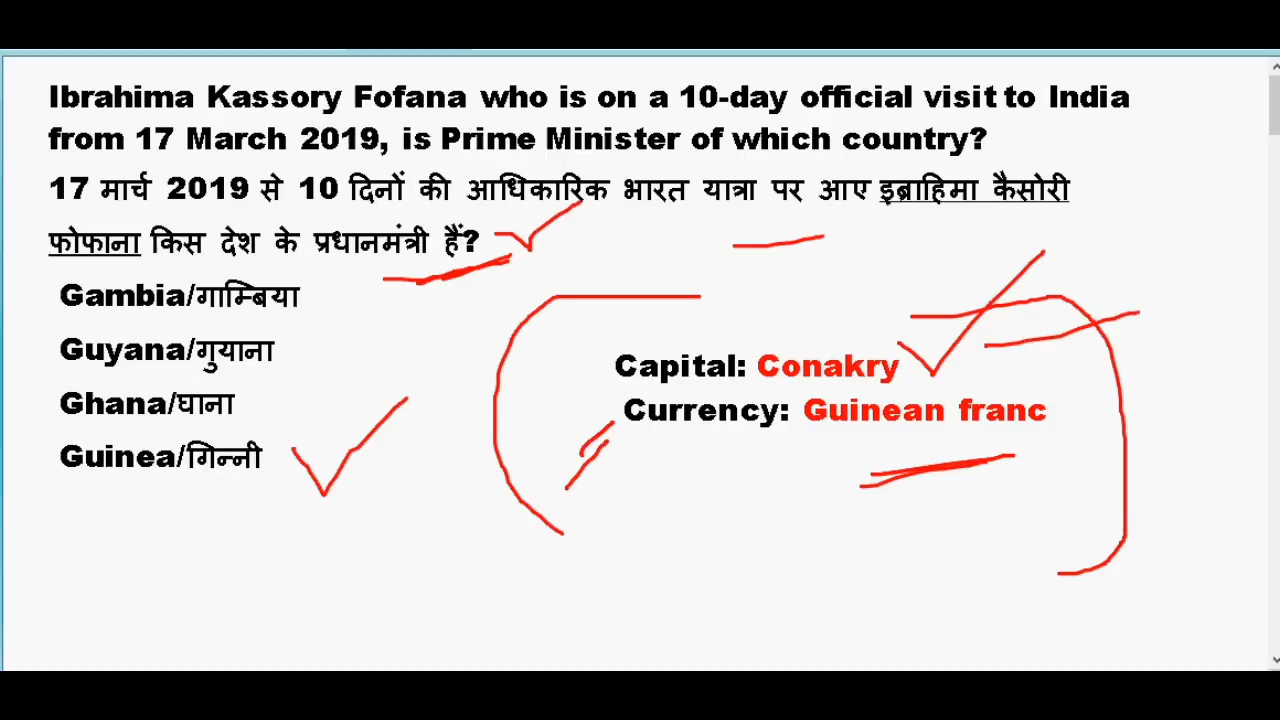 Ibrahima Kassory Fofana who is on a 10-day official visit to India
from 17 March 2019, is Prime Minister of which country?
17 मार्च 2019 से 10 दिनों की आधिकारिक भारत यात्रा पर आए इब्राहिमा कैसोरी
फोफाना किस देश के प्रधानमंत्री हैं?
Gambia/गाम्बिया
Guyana/गुयाना
Ghana/घाना
Guinea/गिन्नी
Capital: Conakry
Currency: Guinean franc